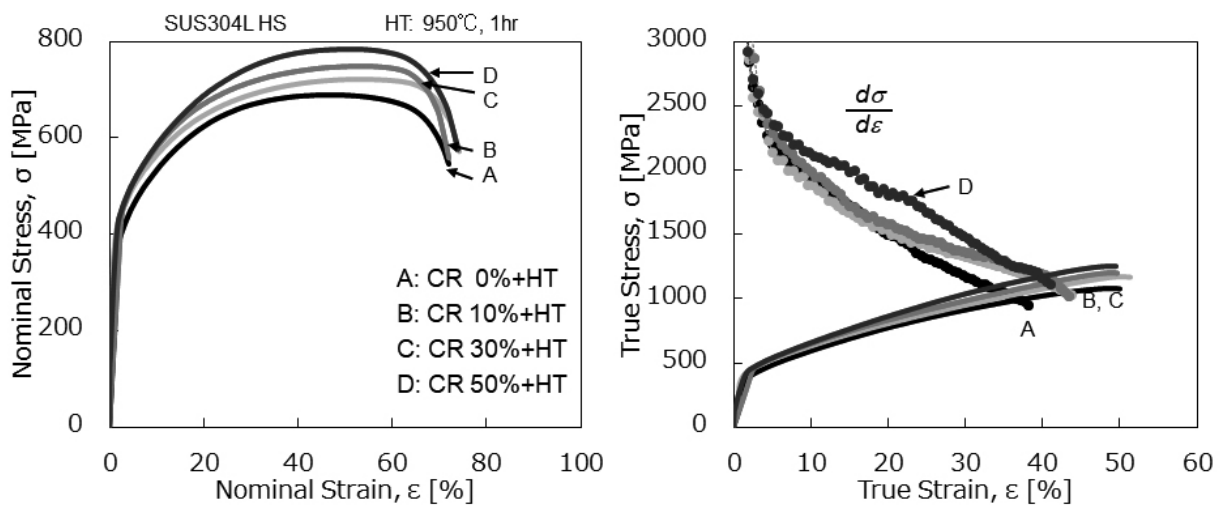 SUS304L HS HT: 950℃, 1hr
800
600
400
200
0
0 20 40 60 80 100
Nominal Stress, σ [MPa]
Nominal Strain, ε [%]
D
C
B
A
A: CR 0%+HT
B: CR 10%+HT
C: CR 30%+HT
D: CR 50%+HT
3000
2500
2000
1500
1000
500
0
0 10 20 30 40 50 60
True Stress, σ [MPa]
True Strain, ε [%]
dσ
dε
D
B, C
A